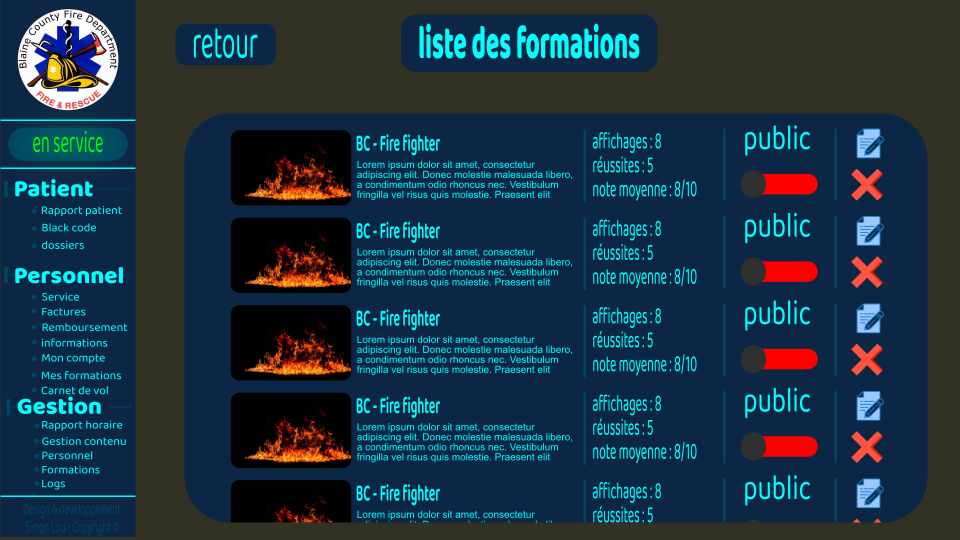 Blaine County Fire Department
FIRE & RESCUE
en service
Patient
Rapport patient
Black code
dossiers
Personnel
Service
Factures
Remboursement
informations
Mon compte
Mes formations
Carnet de vol
Gestion
Rapport horaire
Gestion contenu
Personnel
Formations
Logs
Design & développement
Simon Lou - Copyright ©
retour
liste des formations
BC - Fire fighter
Lorem ipsum dolor sit amet, consectetur
adipiscing elit. Donec molestie malesuada libero,
a condimentum odio rhoncus nec. Vestibulum
fringilla vel risus quis molestie. Praesent elit
affichages : 8
réussites : 5
note moyenne : 8/10
public
BC - Fire fighter
Lorem ipsum dolor sit amet, consectetur
adipiscing elit. Donec molestie malesuada libero,
a condimentum odio rhoncus nec. Vestibulum
fringilla vel risus quis molestie. Praesent elit
affichages : 8
réussites : 5
note moyenne : 8/10
public
BC - Fire fighter
Lorem ipsum dolor sit amet, consectetur
adipiscing elit. Donec molestie malesuada libero,
a condimentum odio rhoncus nec. Vestibulum
fringilla vel risus quis molestie. Praesent elit
affichages : 8
réussites : 5
note moyenne : 8/10
public
BC - Fire fighter
Lorem ipsum dolor sit amet, consectetur
adipiscing elit. Donec molestie malesuada libero,
a condimentum odio rhoncus nec. Vestibulum
fringilla vel risus quis molestie. Praesent elit
affichages : 8
réussites : 5
note moyenne : 8/10
public
BC - Fire fighter
Lorem ipsum dolor sit amet, consectetur
affichages : 8
réussites : 5
public